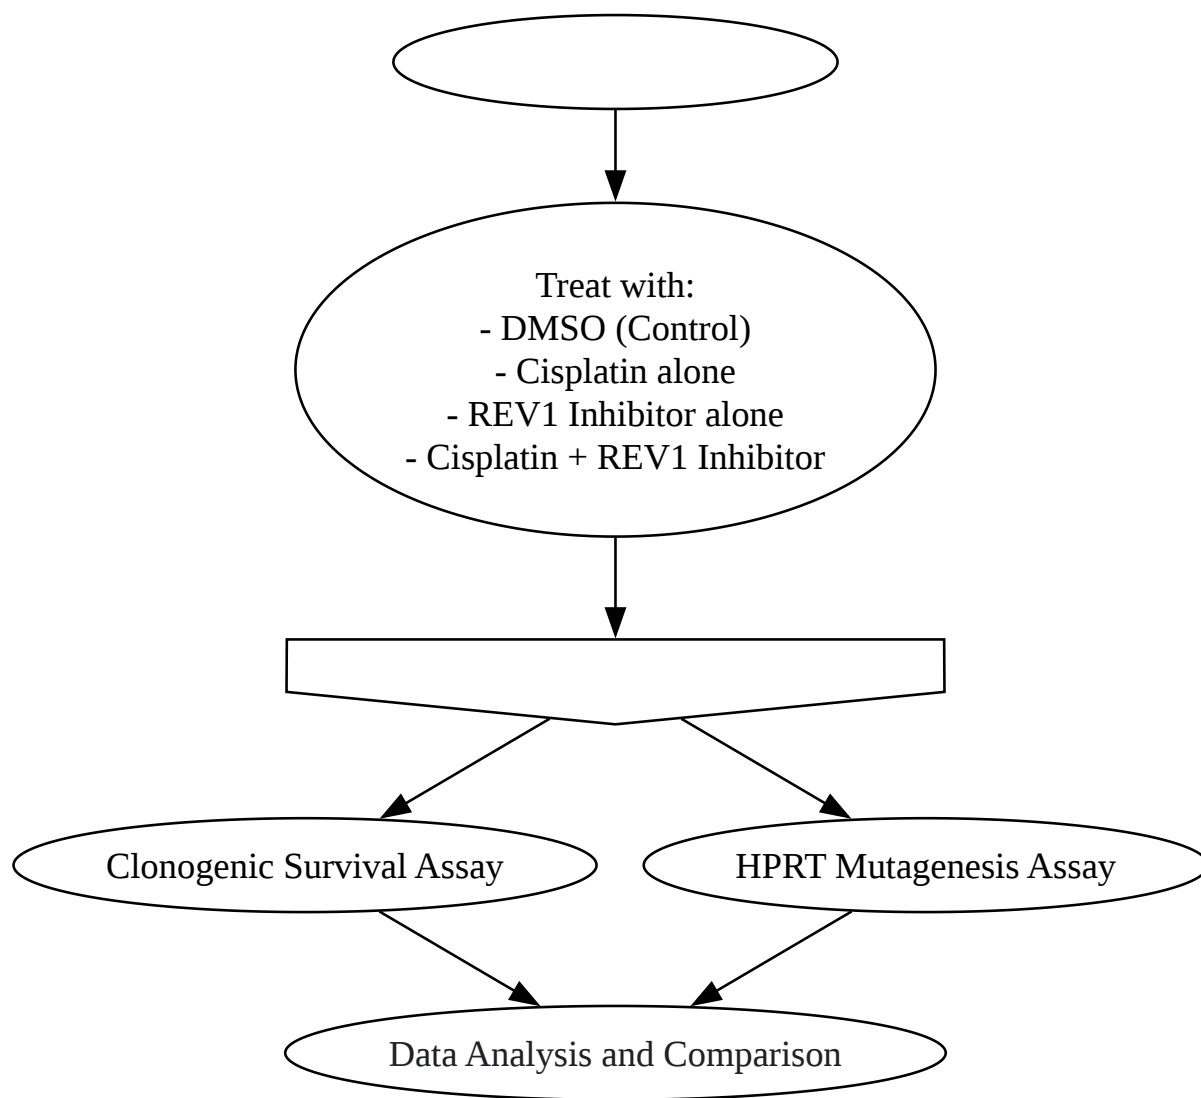 Treat with:
- DMSO (Control)
- Cisplatin alone
- REV1 Inhibitor alone
- Cisplatin + REV1 Inhibitor
Clonogenic Survival Assay
HPRT Mutagenesis Assay
Data Analysis and Comparison